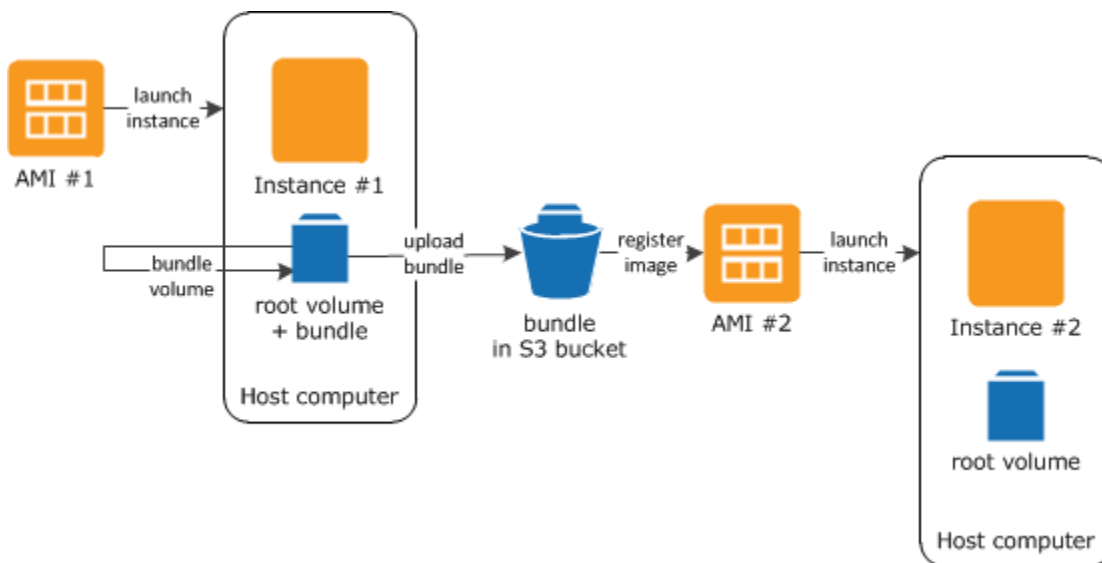 launch
instance
AMI #1
Instance #1
bundle
volume
root volume
+ bundle
Host computer
upload
bundle
bundle
in S3 bucket
register
image
AMI #2
launch
instance
Instance #2
root volume
Host computer